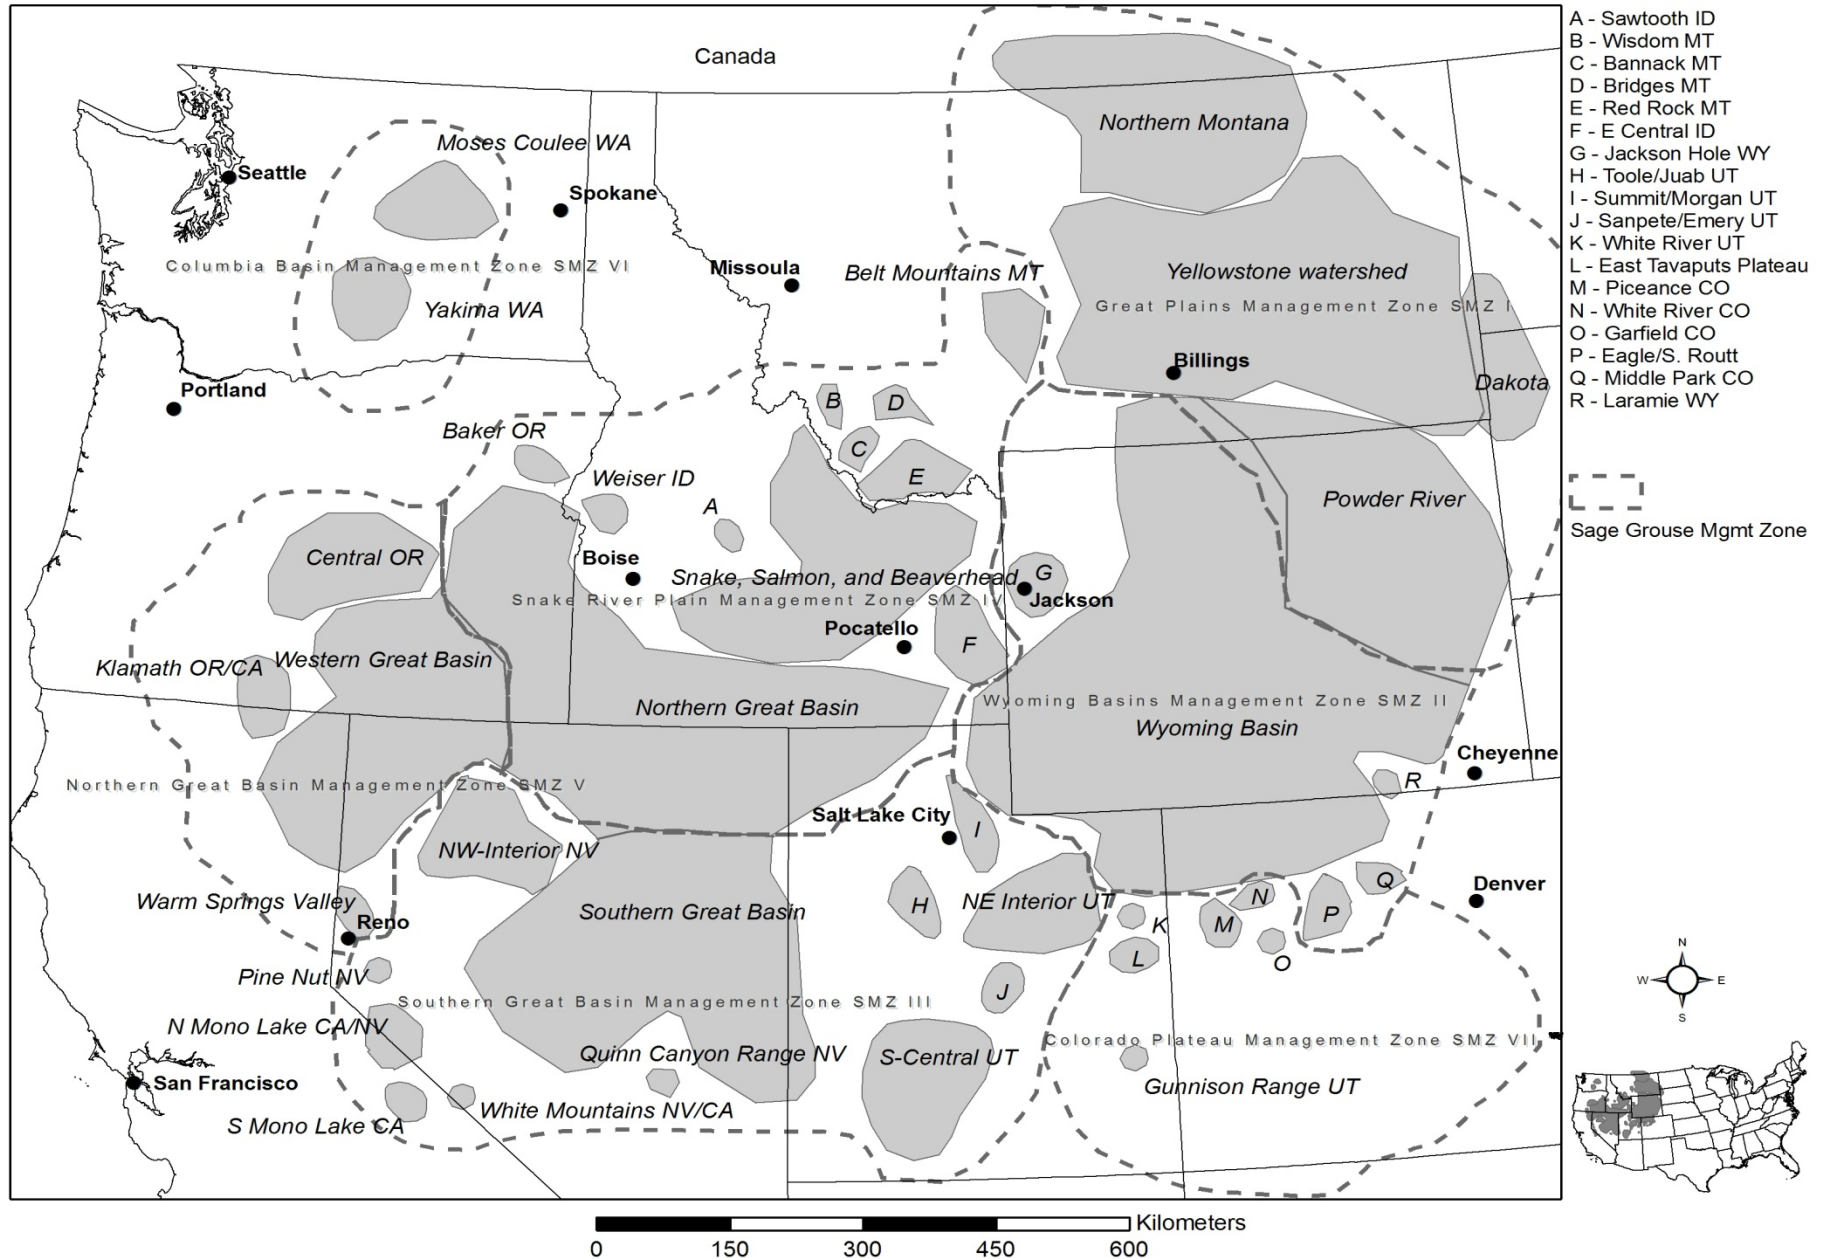 Canada
Northern Montana
Moses Coulee WA
Seattle
Spokane
Columbia Basin Management Zone SMZ VI
Missoula
Belt Mountains MT
Yellowstone watershed
Great Plains Management Zone SMZ I
Yakima WA
Billings
Dakota
Portland
B
D
Baker OR
C
E
Weiser ID
A
Powder River
Central OR
Boise
Snake, Salmon, and Beaverhead
G
Snake River Plain Management Zone SMZ IV
Jackson
Pocatello
F
Klamath OR/CA
Western Great Basin
Northern Great Basin
Wyoming Basins Management Zone SMZ II
Wyoming Basin
Cheyenne
Northern Great Basin Management Zone SMZ V
R
Salt Lake City
I
NW-Interior NV
Warm Springs Valley
Reno
Southern Great Basin
H
NE Interior UT
K
M
N
P
Q
Denver
L
O
Pine Nut NV
J
Southern Great Basin Management Zone SMZ III
N Mono Lake CA/NV
Quinn Canyon Range NV
S-Central UT
Colorado Plateau Management Zone SMZ VII
San Francisco
Gunnison Range UT
White Mountains NV/CA
S Mono Lake CA
A - Sawtooth ID
B - Wisdom MT
C - Bannack MT
D - Bridges MT
E - Red Rock MT
F - E Central ID
G - Jackson Hole WY
H - Toole/Juab UT
I - Summit/Morgan UT
J - Sanpete/Emery UT
K - White River UT
L - East Tavaputs Plateau
M - Piceance CO
N - White River CO
O - Garfield CO
P - Eagle/S. Routt
Q - Middle Park CO
R - Laramie WY
Sage Grouse Mgmt Zone
N
W
E
S
Kilometers
0 150 300 450 600